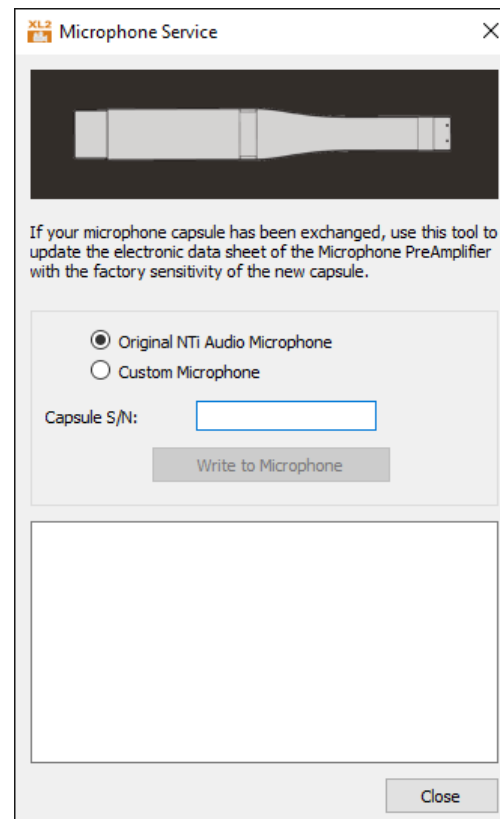 XL2
Microphone Service
If your microphone capsule has been exchanged, use this tool to
update the electronic data sheet of the Microphone PreAmplifier
with the factory sensitivity of the new capsule.
Original NTi Audio Microphone
Custom Microphone
Capsule S/N:
Write to Microphone
Close